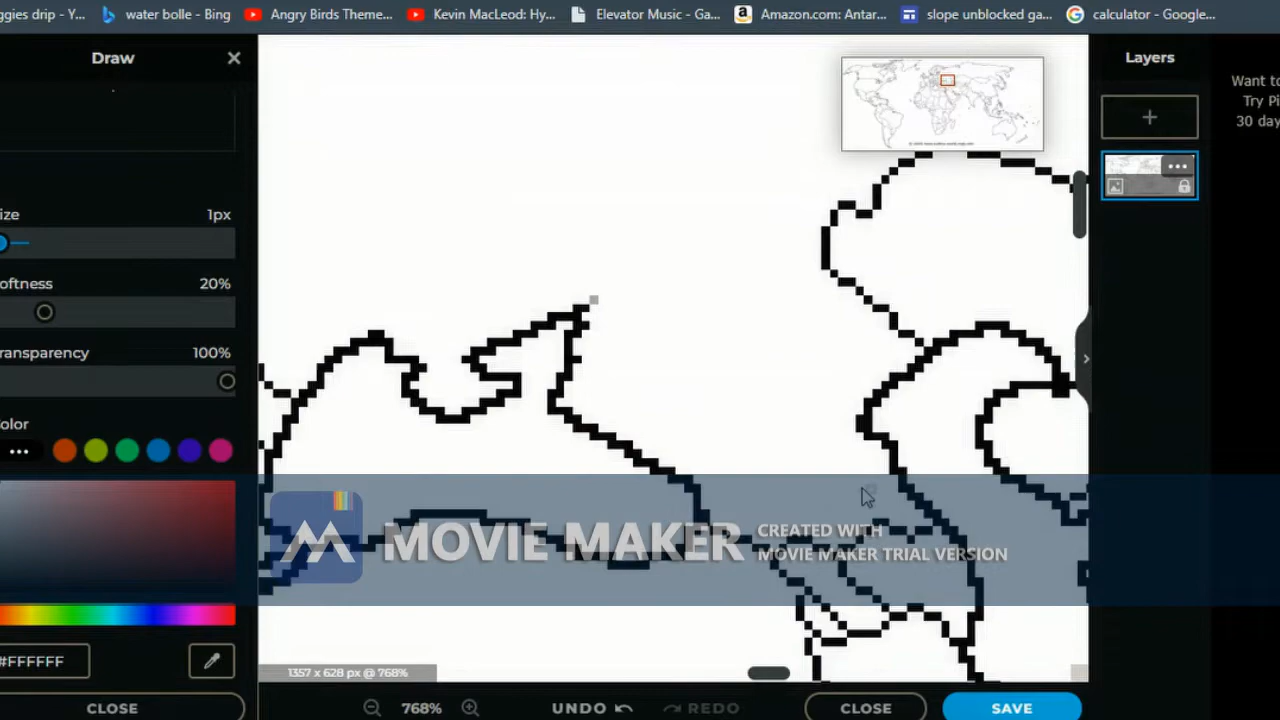 ggies drip - Y...
water bolle - Bing
Angry Birds Theme...
Kevin MacLeod: Hy...
Elevator Music - Ga...
Amazon.com: Antar...
slope unblocked ga...
calculator - Google...
Draw
Layers
Want to
Try Pi
30 day
ize
1px
oftness
20%
ransparency
100%
olor
MOVIE MAKER
CREATED WITH
MOVIE MAKER TRIAL VERSION
#FFFFFF
1357 x 628 px @ 768%
CLOSE
768%
UNDO
REDO
CLOSE
SAVE